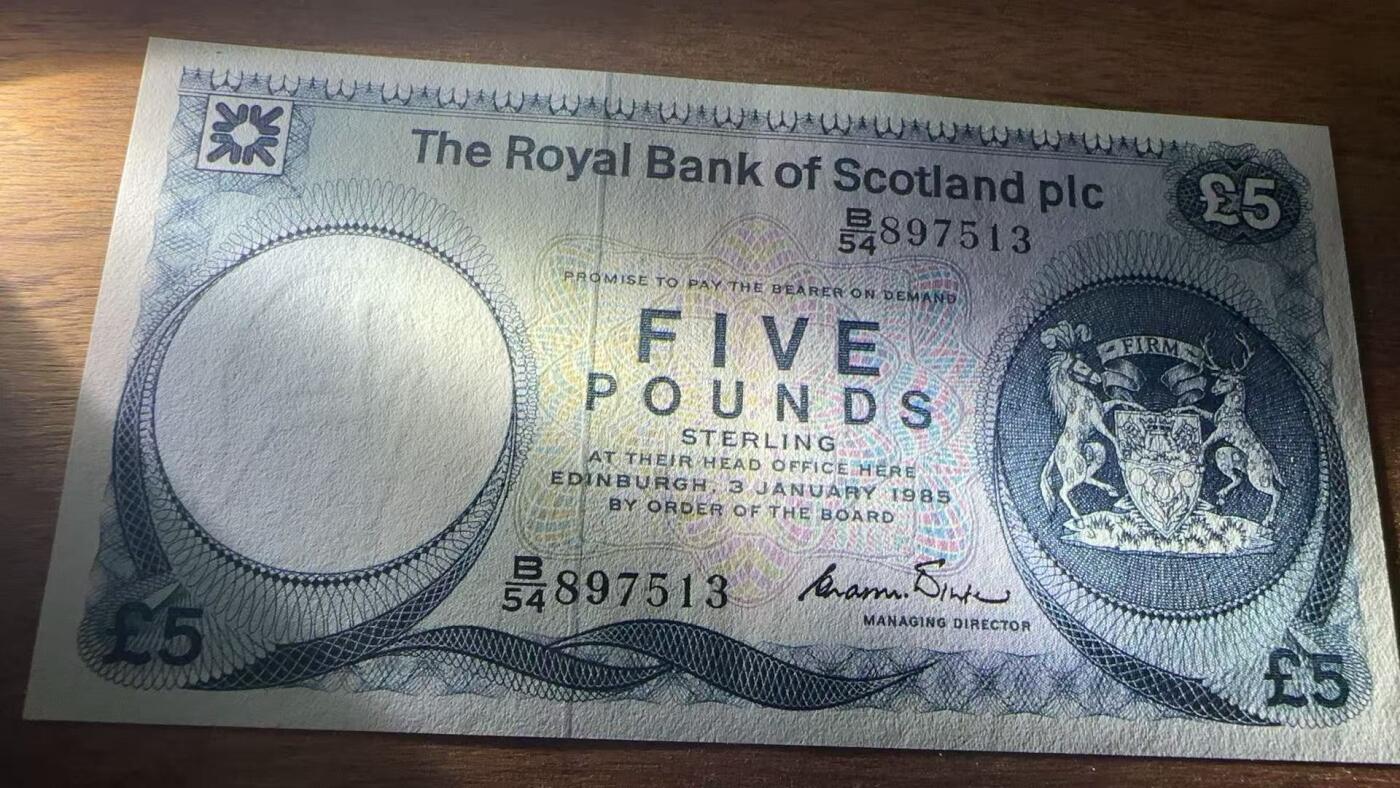 The Royal Bank of Scotland plc
£5
B/54 897513
PROMISE TO PAY THE BEARER ON DEMAND
FIRM
FIVE
POUNDS
STERLING
AT THEIR HEAD OFFICE HERE
EDINBURGH, 3 JANUARY 1985
BY ORDER OF THE BOARD
B/54 897513
MANAGING DIRECTOR
£5
£5